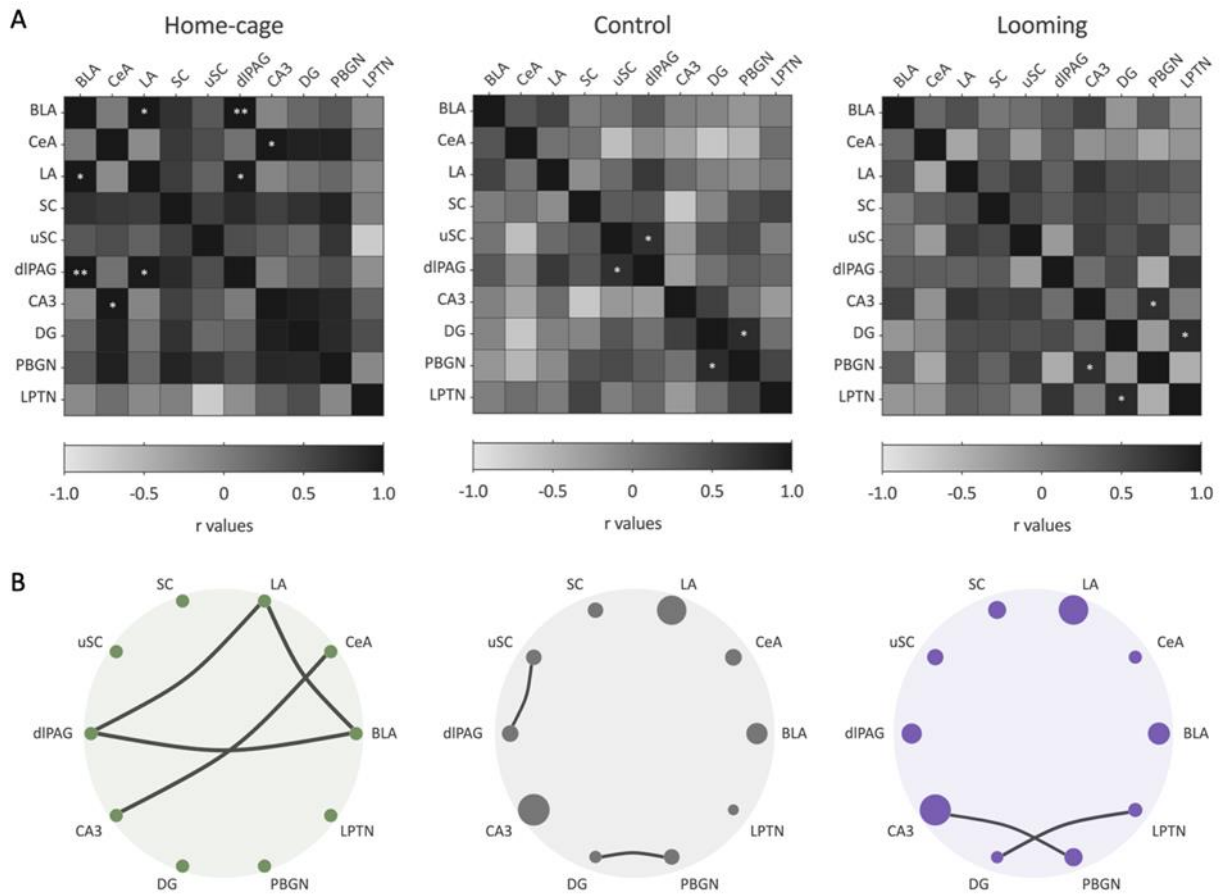 A
Home-cage
Control
Looming
BLA CeA LA SC uSC dlPAG CA3 DG PBGN LPTN
BLA CeA LA SC uSC dlPAG CA3 DG PBGN LPTN
BLA CeA LA SC uSC dlPAG CA3 DG PBGN LPTN
BLA * ** BLA BLA
CeA * CeA CeA
LA * * LA LA
SC SC SC
uSC uSC * uSC
dlPAG ** * dlPAG * dlPAG
CA3 * CA3 CA3 *
DG DG * DG *
PBGN PBGN * PBGN *
LPTN LPTN LPTN *
-1.0 -0.5 0 0.5 1.0
-1.0 -0.5 0 0.5 1.0
-1.0 -0.5 0 0.5 1.0
r values
r values
r values
B
SC LA
uSC CeA
dlPAG BLA
CA3 LPTN
DG PBGN
SC LA
uSC CeA
dlPAG BLA
CA3 LPTN
DG PBGN
SC LA
uSC CeA
dlPAG BLA
CA3 LPTN
DG PBGN